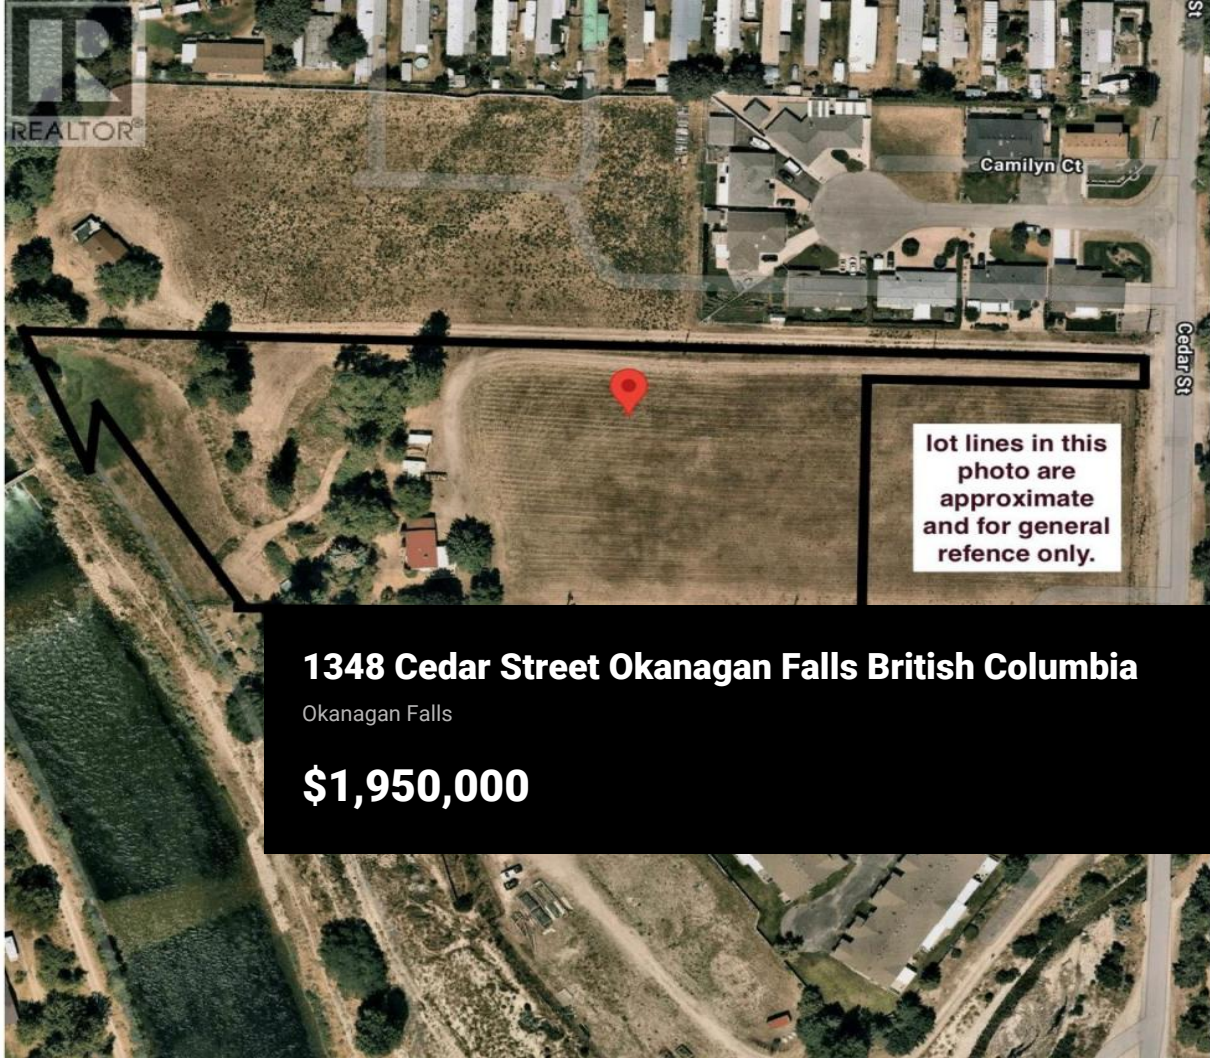 St
REALTOR®
Camilyn Ct
Cedar St
lot lines in this
photo are
approximate
and for general
refence only.
1348 Cedar Street Okanagan Falls British Columbia
Okanagan Falls
$1,950,000